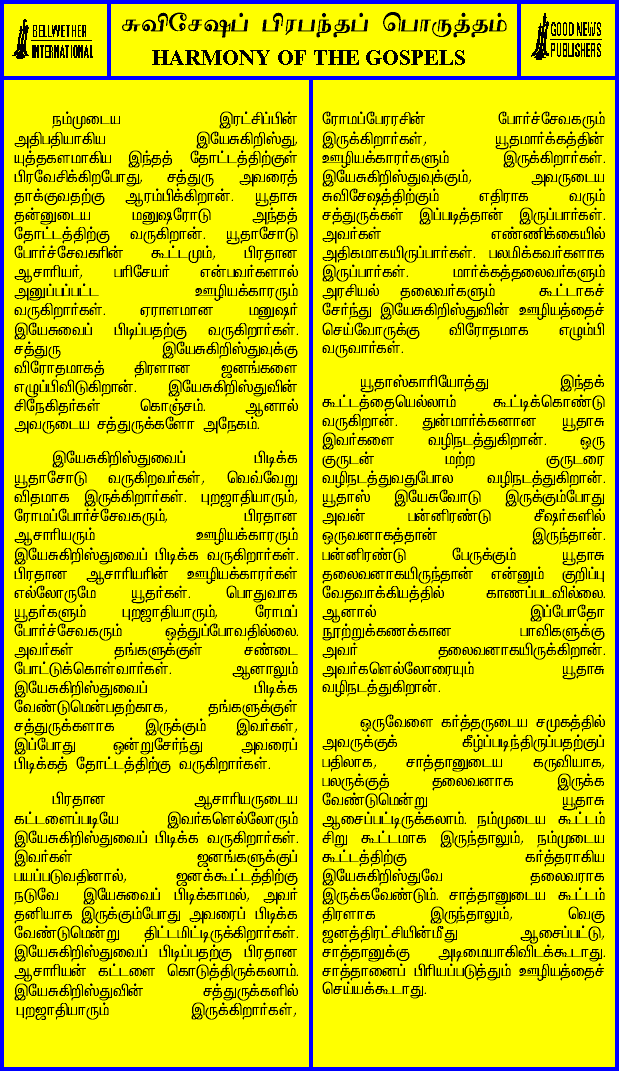 BELLWETHER
INTERNATIONAL
சுவிசேஷப் பிரபந்தப் பொருத்தம்
HARMONY OF THE GOSPELS
GOOD NEWS
PUBLISHERS
நம்முடைய இரட்சிப்பின்
அதிபதியாகிய இயேசுகிறிஸ்து,
யுத்தகளமாகிய இந்தத் தோட்டத்திற்குள்
பிரவேசிக்கிறபோது, சத்துரு அவரைத்
தாக்குவதற்கு ஆரம்பிக்கிறான். யூதாசு
தன்னுடைய மனுஷரோடு அந்தத்
தோட்டத்திற்கு வருகிறான். யூதாசோடு
போர்ச்சேவகரின் கூட்டமும், பிரதான
ஆசாரியர், பரிசேயர் என்பவர்களால்
அனுப்பப்பட்ட ஊழியக்காரரும்
வருகிறார்கள். ஏராளமான மனுஷர்
இயேசுவைப் பிடிப்பதற்கு வருகிறார்கள்.
சத்துரு இயேசுகிறிஸ்துவுக்கு
விரோதமாகத் திரளான ஜனங்களை
எழுப்பிவிடுகிறான். இயேசுகிறிஸ்துவின்
சிநேகிதர்கள் கொஞ்சம். ஆனால்
அவருடைய சத்துருக்களோ அநேகம்.
இயேசுகிறிஸ்துவைப் பிடிக்க
யூதாசோடு வருகிறவர்கள், வெவ்வேறு
விதமாக இருக்கிறார்கள். புறஜாதியாரும்,
ரோமப்போர்ச்சேவகரும், பிரதான
ஆசாரியரும் ஊழியக்காரரும்
இயேசுகிறிஸ்துவைப் பிடிக்க வருகிறார்கள்.
பிரதான ஆசாரியரின் ஊழியக்காரர்கள்
எல்லோருமே யூதர்கள். பொதுவாக
யூதர்களும் புறஜாதியாரும், ரோமப்
போர்ச்சேவகரும் ஒத்துப்போவதில்லை.
அவர்கள் தங்களுக்குள் சண்டை
போட்டுக்கொள்வார்கள். ஆனாலும்
இயேசுகிறிஸ்துவைப் பிடிக்க
வேண்டுமென்பதற்காக, தங்களுக்குள்
சத்துருக்களாக இருக்கும் இவர்கள்,
இப்போது ஒன்றுசேர்ந்து அவரைப்
பிடிக்கத் தோட்டத்திற்கு வருகிறார்கள்.
பிரதான ஆசாரியருடைய
கட்டளைப்படியே இவர்களெல்லோரும்
இயேசுகிறிஸ்துவைப் பிடிக்க வருகிறார்கள்.
இவர்கள் ஜனங்களுக்குப்
பயப்படுவதினால், ஜனக்கூட்டத்திற்கு
நடுவே இயேசுவைப் பிடிக்காமல், அவர்
தனியாக இருக்கும்போது அவரைப் பிடிக்க
வேண்டுமென்று திட்டமிட்டிருக்கிறார்கள்.
இயேசுகிறிஸ்துவைப் பிடிப்பதற்கு பிரதான
ஆசாரியன் கட்டளை கொடுத்திருக்கலாம்.
இயேசுகிறிஸ்துவின் சத்துருக்களில்
புறஜாதியாரும் இருக்கிறார்கள்,
ரோமப்பேரரசின் போர்ச்சேவகரும்
இருக்கிறார்கள், யூதமார்க்கத்தின்
ஊழியக்காரர்களும் இருக்கிறார்கள்.
இயேசுகிறிஸ்துவுக்கும், அவருடைய
சுவிசேஷத்திற்கும் எதிராக வரும்
சத்துருக்கள் இப்படித்தான் இருப்பார்கள்.
அவர்கள் எண்ணிக்கையில்
அதிகமாகயிருப்பார்கள். பலமிக்கவர்களாக
இருப்பார்கள். மார்க்கத்தலைவர்களும்
அரசியல் தலைவர்களும் கூட்டாகச்
சேர்ந்து இயேசுகிறிஸ்துவின் ஊழியத்தைச்
செய்வோருக்கு விரோதமாக எழும்பி
வருவார்கள்.
யூதாஸ்காரியோத்து இந்தக்
கூட்டத்தையெல்லாம் கூட்டிக்கொண்டு
வருகிறான். துன்மார்க்கனான யூதாசு
இவர்களை வழிநடத்துகிறான். ஒரு
குருடன் மற்ற குருடரை
வழிநடத்துவதுபோல வழிநடத்துகிறான்.
யூதாஸ் இயேசுவோடு இருக்கும்போது
அவன் பன்னிரண்டு சீஷர்களில்
ஒருவனாகத்தான் இருந்தான்.
பன்னிரண்டு பேருக்கும் யூதாசு
தலைவனாகயிருந்தான் என்னும் குறிப்பு
வேதவாக்கியத்தில் காணப்படவில்லை.
ஆனால் இப்போதோ
நூற்றுக்கணக்கான பாவிகளுக்கு
அவர் தலைவனாகயிருக்கிறான்.
அவர்களெல்லோரையும் யூதாசு
வழிநடத்துகிறான்.
ஒருவேளை கர்த்தருடைய சமுகத்தில்
அவருக்குக் கீழ்ப்படிந்திருப்பதற்குப்
பதிலாக, சாத்தானுடைய கருவியாக,
பலருக்குத் தலைவனாக இருக்க
வேண்டுமென்று யூதாசு
ஆசைப்பட்டிருக்கலாம். நம்முடைய கூட்டம்
சிறு கூட்டமாக இருந்தாலும், நம்முடைய
கூட்டத்திற்கு கர்த்தராகிய
இயேசுகிறிஸ்துவே தலைவராக
இருக்கவேண்டும். சாத்தானுடைய கூட்டம்
திரளாக இருந்தாலும், வெகு
ஜனத்திரட்சியின்மீது ஆசைப்பட்டு,
சாத்தானுக்கு அடிமையாகிவிடக்கூடாது.
சாத்தானைப் பிரியப்படுத்தும் ஊழியத்தைச்
செய்யக்கூடாது.